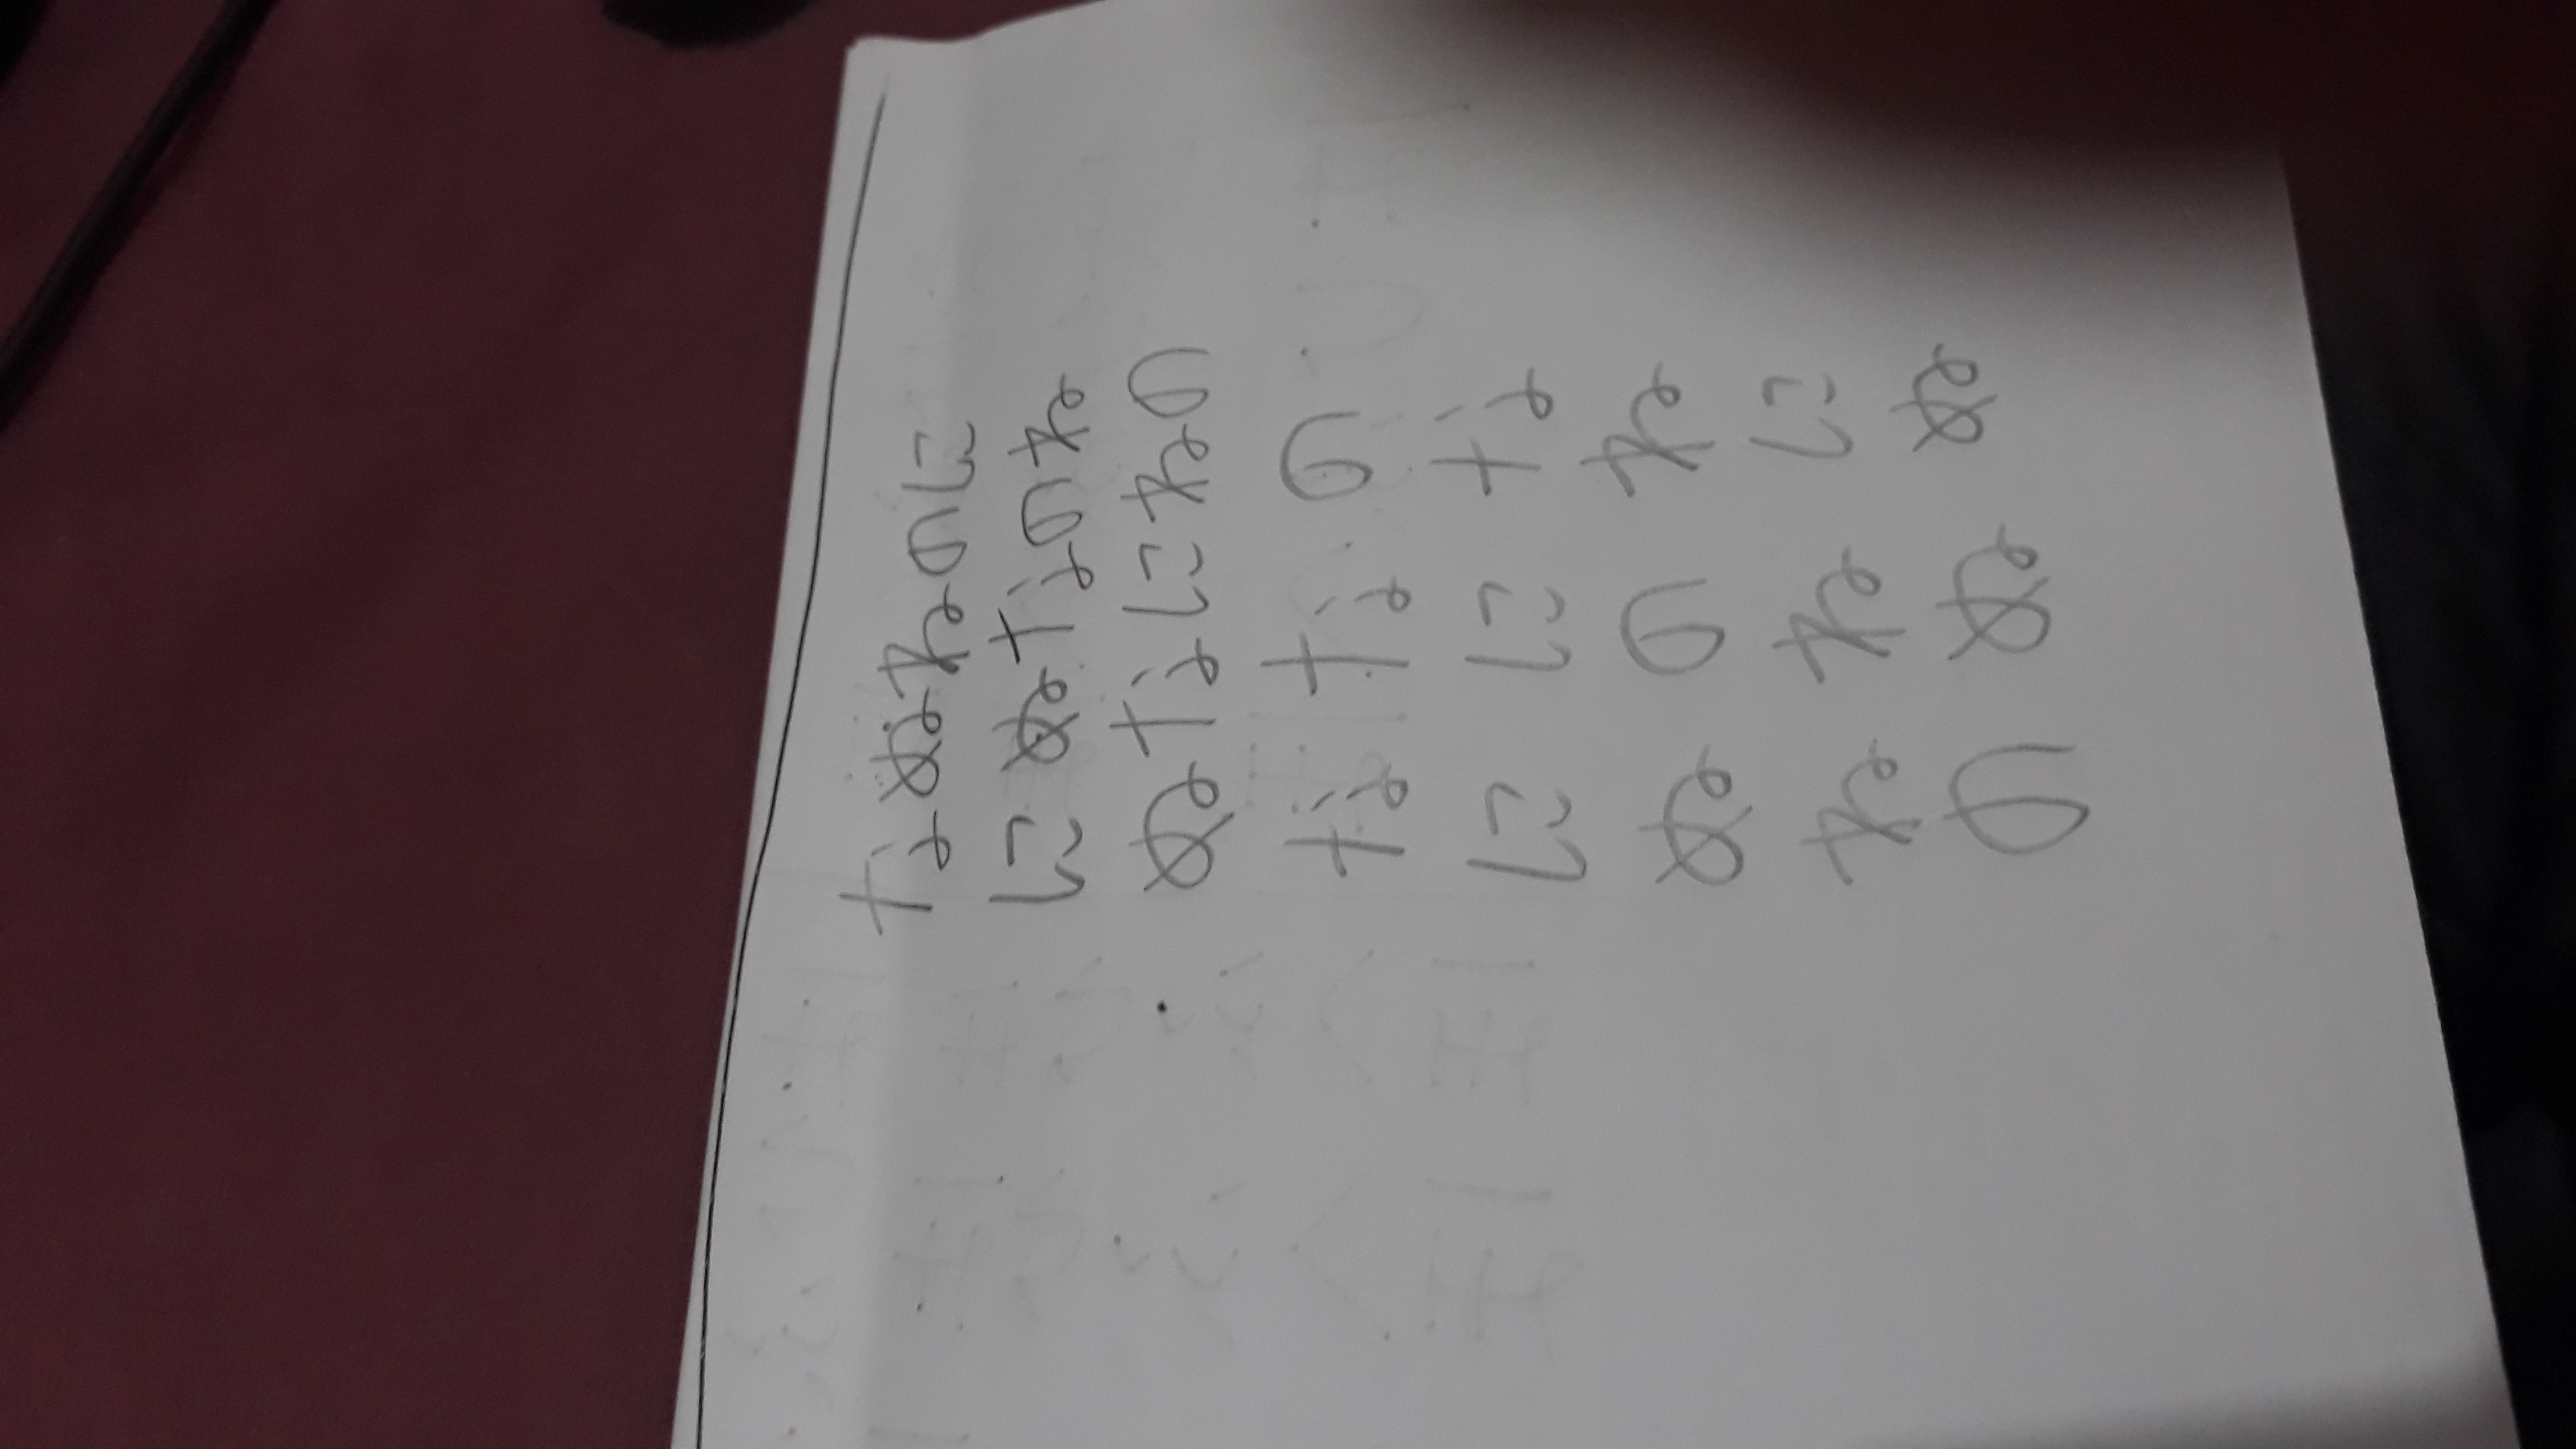 なぬねのに
にぬなのね
ぬなにねの
な な の
に に な
ぬ の ね
ね ね に
の ぬ ぬ